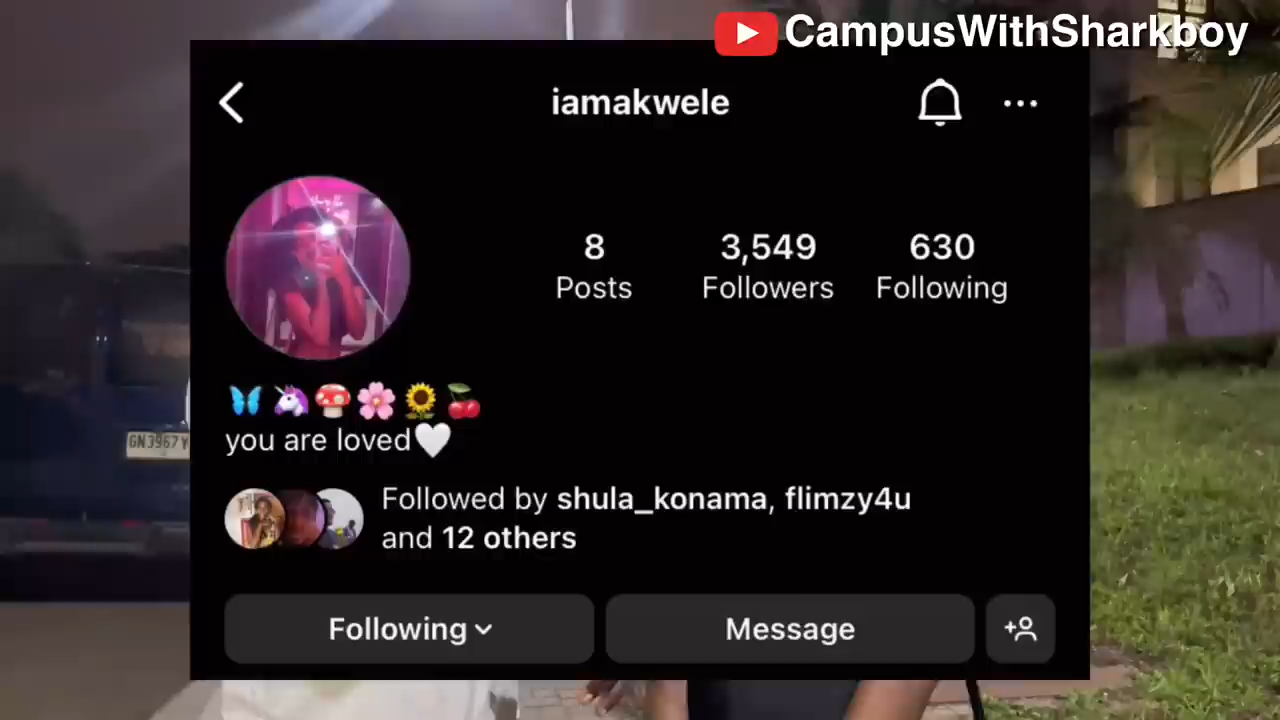 CampusWithSharkboy
iamakwele
8
3,549
630
Posts
Followers
Following
🦋🦄🍄🌸🌻🍒
you are loved🤍
Followed by shula_konama, flimzy4u
and 12 others
GN3967Y
Following
Message